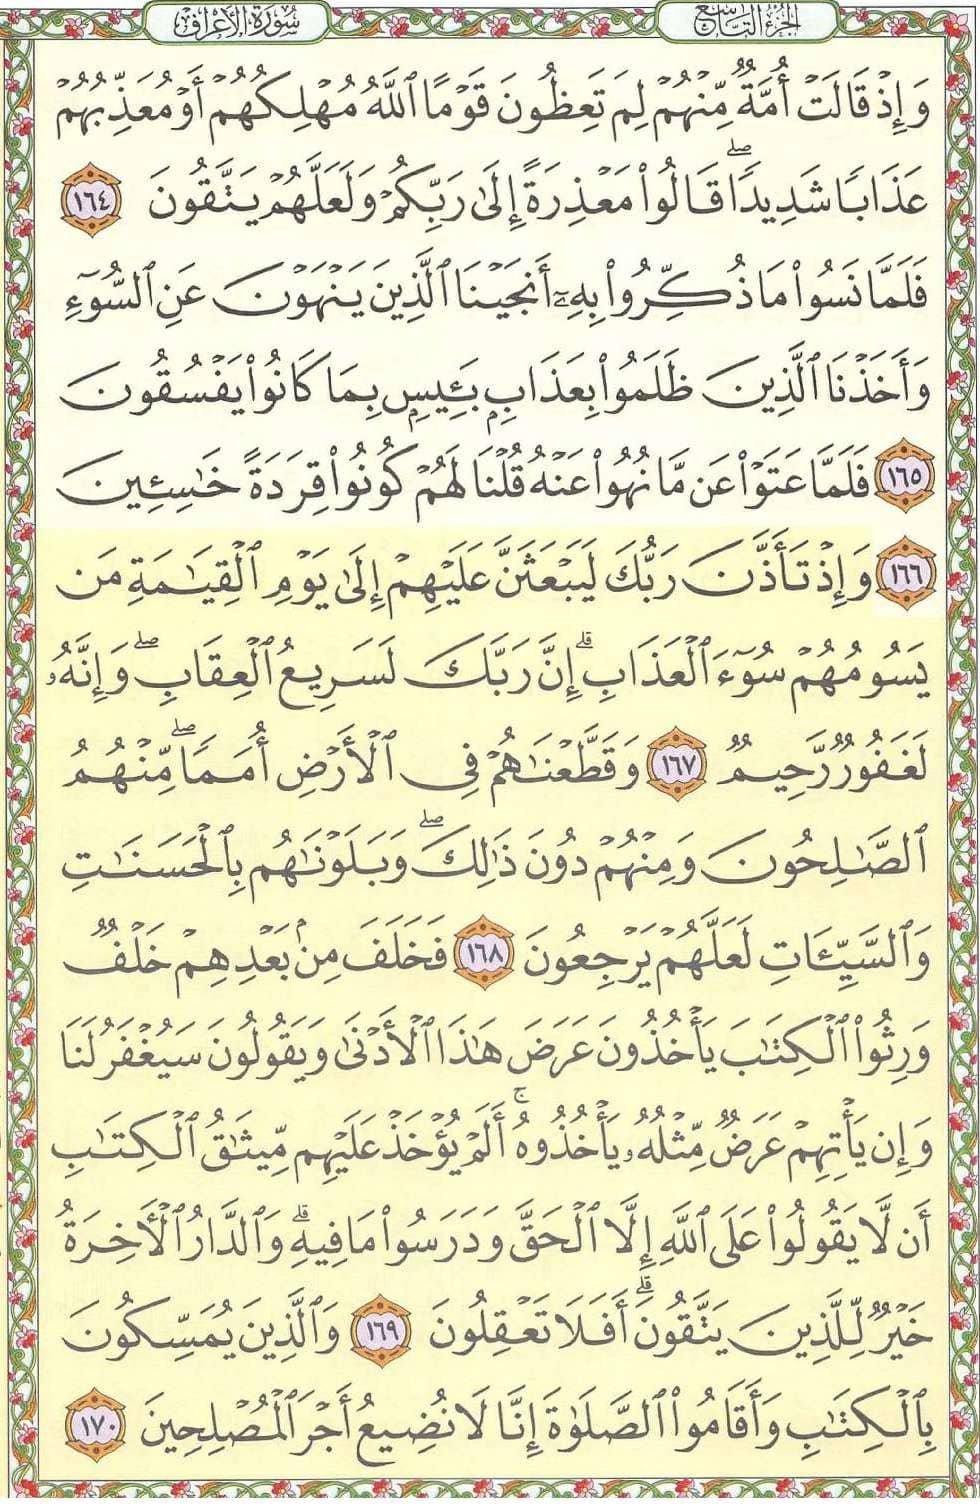 الجزء التاسع
سورة الأعراف
وَإِذْ قَالَتْ أُمَّةٌ مِّنْهُمْ لِمَ تَعِظُونَ قَوْمًا ٱللَّهُ مُهْلِكُهُمْ أَوْ مُعَذِّبُهُمْ
عَذَابًا شَدِيدًا ۖ قَالُوا۟ مَعْذِرَةً إِلَىٰ رَبِّكُمْ وَلَعَلَّهُمْ يَتَّقُونَ ١٦٤
فَلَمَّا نَسُوا۟ مَا ذُكِّرُوا۟ بِهِۦٓ أَنجَيْنَا ٱلَّذِينَ يَنْهَوْنَ عَنِ ٱلسُّوٓءِ
وَأَخَذْنَا ٱلَّذِينَ ظَلَمُوا۟ بِعَذَابٍۭ بَـِٔيسٍۭ بِمَا كَانُوا۟ يَفْسُقُونَ
١٦٥ فَلَمَّا عَتَوْا۟ عَن مَّا نُهُوا۟ عَنْهُ قُلْنَا لَهُمْ كُونُوا۟ قِرَدَةً خَـٰسِـِٔينَ
١٦٦ وَإِذْ تَأَذَّنَ رَبُّكَ لَيَبْعَثَنَّ عَلَيْهِمْ إِلَىٰ يَوْمِ ٱلْقِيَـٰمَةِ مَن
يَسُومُهُمْ سُوٓءَ ٱلْعَذَابِ ۗ إِنَّ رَبَّكَ لَسَرِيعُ ٱلْعِقَابِ ۖ وَإِنَّهُۥ
لَغَفُورٌ رَّحِيمٌ ١٦٧ وَقَطَّعْنَـٰهُمْ فِى ٱلْأَرْضِ أُمَمًا ۖ مِّنْهُمُ
ٱلصَّـٰلِحُونَ وَمِنْهُمْ دُونَ ذَٰلِكَ ۖ وَبَلَوْنَـٰهُم بِٱلْحَسَنَـٰتِ
وَٱلسَّيِّـَٔاتِ لَعَلَّهُمْ يَرْجِعُونَ ١٦٨ فَخَلَفَ مِنۢ بَعْدِهِمْ خَلْفٌ
وَرِثُوا۟ ٱلْكِتَـٰبَ يَأْخُذُونَ عَرَضَ هَـٰذَا ٱلْأَدْنَىٰ وَيَقُولُونَ سَيُغْفَرُ لَنَا
وَإِن يَأْتِهِمْ عَرَضٌ مِّثْلُهُۥ يَأْخُذُوهُ ۚ أَلَمْ يُؤْخَذْ عَلَيْهِم مِّيثَـٰقُ ٱلْكِتَـٰبِ
أَن لَّا يَقُولُوا۟ عَلَى ٱللَّهِ إِلَّا ٱلْحَقَّ وَدَرَسُوا۟ مَا فِيهِ ۗ وَٱلدَّارُ ٱلْـَٔاخِرَةُ
خَيْرٌ لِّلَّذِينَ يَتَّقُونَ ۗ أَفَلَا تَعْقِلُونَ ١٦٩ وَٱلَّذِينَ يُمَسِّكُونَ
بِٱلْكِتَـٰبِ وَأَقَامُوا۟ ٱلصَّلَوٰةَ إِنَّا لَا نُضِيعُ أَجْرَ ٱلْمُصْلِحِينَ ١٧٠